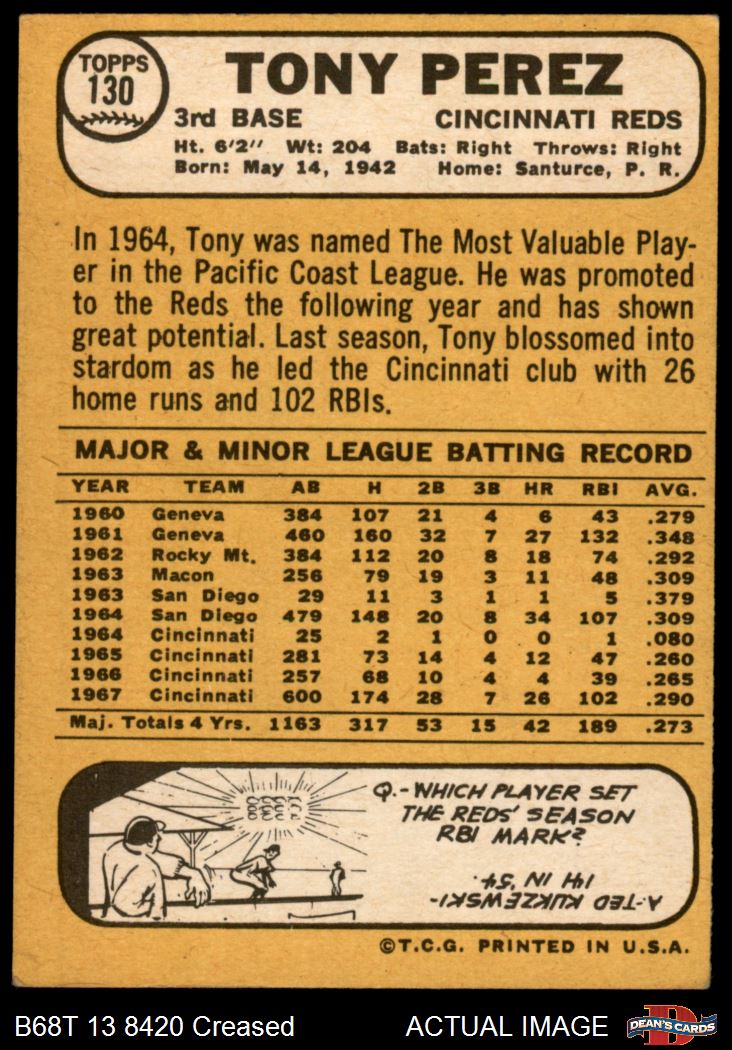 TOPPS
130
TONY PEREZ
3rd BASE CINCINNATI REDS
Ht. 6'2" Wt: 204 Bats: Right Throws: Right
Born: May 14, 1942 Home: Santurce, P. R.
In 1964, Tony was named The Most Valuable Play-
er in the Pacific Coast League. He was promoted
to the Reds the following year and has shown
great potential. Last season, Tony blossomed into
stardom as he led the Cincinnati club with 26
home runs and 102 RBIs.
MAJOR & MINOR LEAGUE BATTING RECORD
YEAR TEAM AB H 2B 3B HR RBI AVG.
1960 Geneva 384 107 21 4 6 43 .279
1961 Geneva 460 160 32 7 27 132 .348
1962 Rocky Mt. 384 112 20 8 18 74 .292
1963 Macon 256 79 19 3 11 48 .309
1963 San Diego 29 11 3 1 1 5 .379
1964 San Diego 479 148 20 8 34 107 .309
1964 Cincinnati 25 2 1 0 0 1 .080
1965 Cincinnati 281 73 14 4 12 47 .260
1966 Cincinnati 257 68 10 4 4 39 .265
1967 Cincinnati 600 174 28 7 26 102 .290
Maj. Totals 4 Yrs. 1163 317 53 15 42 189 .273
Q.-WHICH PLAYER SET
THE REDS' SEASON
RBI MARK?
A-TED KLUZEWSKI-
141 IN '54.
©T.C.G. PRINTED IN U.S.A.
B68T 13 8420 Creased ACTUAL IMAGE
D
DEAN'S CARDS